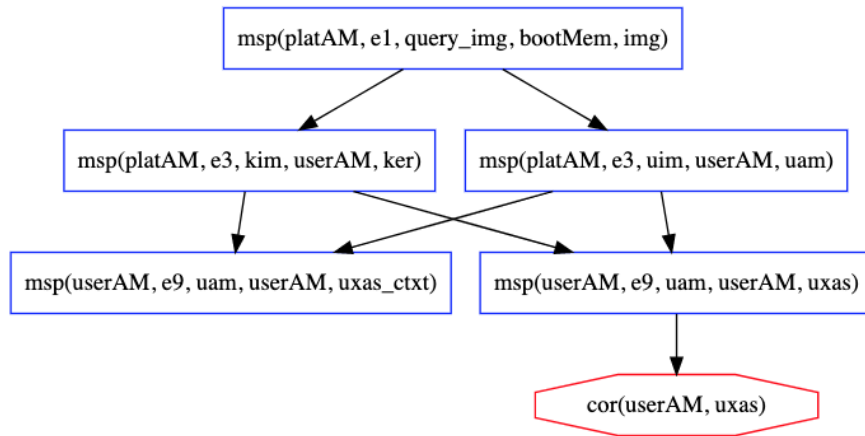 msp(platAM, e1, query_img, bootMem, img)
msp(platAM, e3, kim, userAM, ker)
msp(platAM, e3, uim, userAM, uam)
msp(userAM, e9, uam, userAM, uxas_ctxt)
msp(userAM, e9, uam, userAM, uxas)
cor(userAM, uxas)